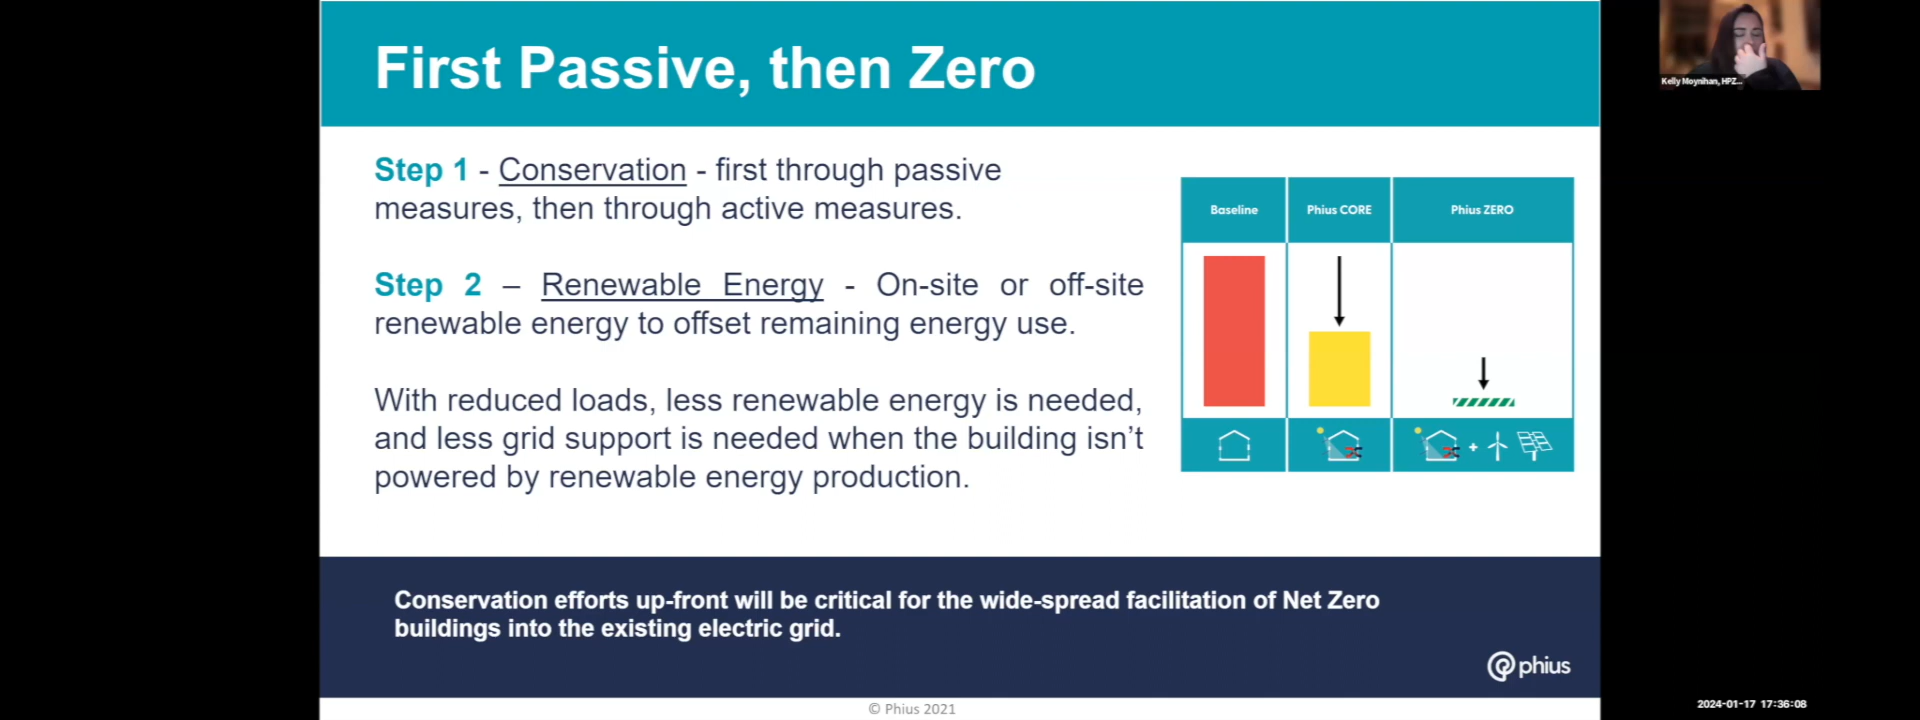 First Passive, then Zero
Step 1 - Conservation - first through passive
measures, then through active measures.
Step 2 – Renewable Energy - On-site or off-site
renewable energy to offset remaining energy use.
With reduced loads, less renewable energy is needed,
and less grid support is needed when the building isn't
powered by renewable energy production.
Baseline
Phius CORE
Phius ZERO
+
Conservation efforts up-front will be critical for the wide-spread facilitation of Net Zero
buildings into the existing electric grid.
phius
© Phius 2021
Kelly Moynihan, HPZ...
2024-01-17 17:36:08